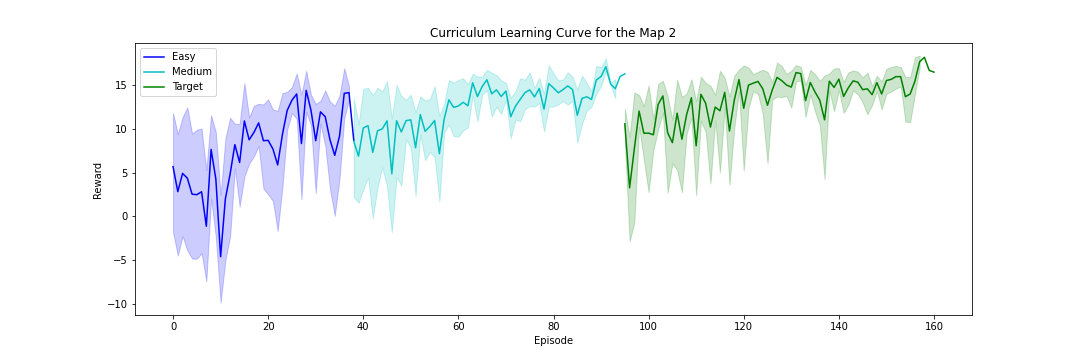 Curriculum Learning Curve for the Map 2
Easy
Medium
Target
Reward
15
10
5
0
−5
−10
0
20
40
60
80
100
120
140
160
Episode